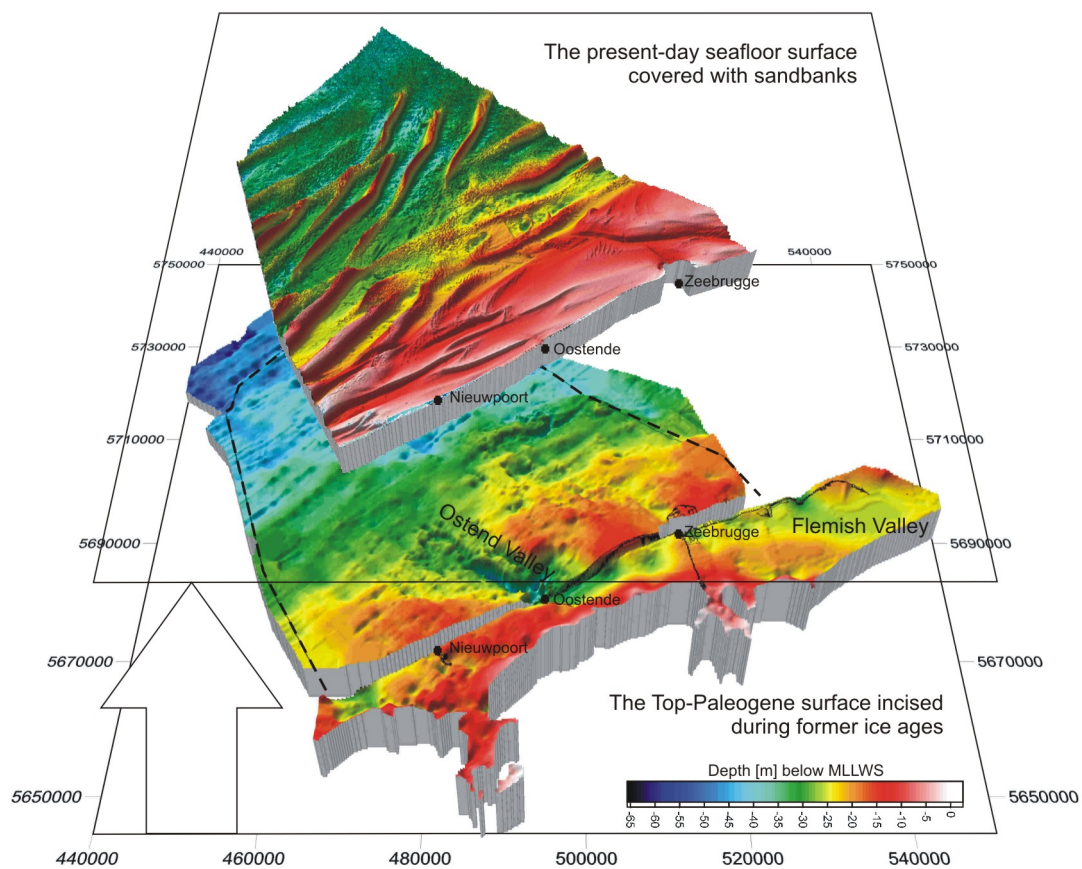 The present-day seafloor surface
covered with sandbanks
440000
540000
5750000
5750000
Zeebrugge
5730000
5730000
Oostende
Nieuwpoort
5710000
5710000
Ostend Valley
Flemish Valley
Zeebrugge
5690000
5690000
Oostende
Nieuwpoort
5670000
5670000
The Top-Paleogene surface incised
during former ice ages
Depth [m] below MLLWS
-65 -60 -55 -50 -45 -40 -35 -30 -25 -20 -15 -10 -5 0
5650000
5650000
440000 460000 480000 500000 520000 540000